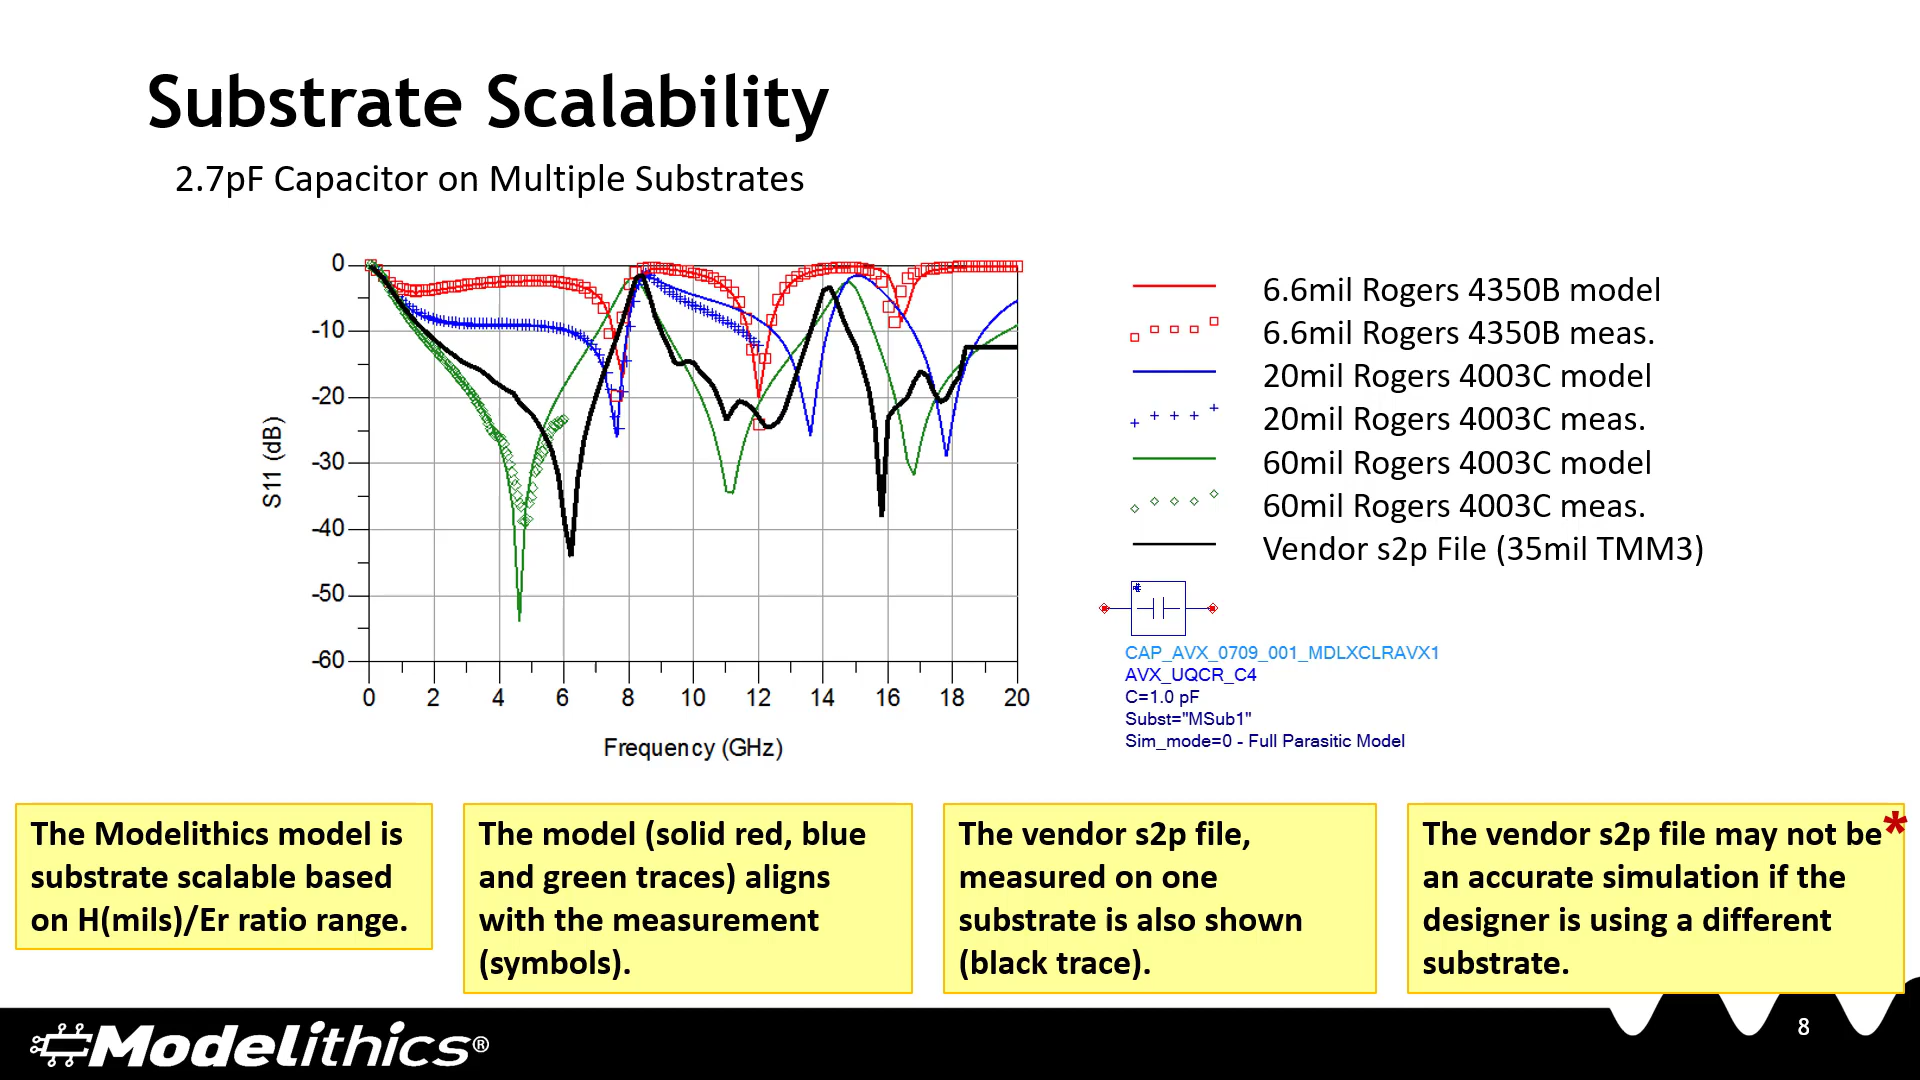 Substrate Scalability
2.7pF Capacitor on Multiple Substrates
0
-10
-20
-30
-40
-50
-60
S11 (dB)
0 2 4 6 8 10 12 14 16 18 20
Frequency (GHz)
6.6mil Rogers 4350B model
6.6mil Rogers 4350B meas.
20mil Rogers 4003C model
20mil Rogers 4003C meas.
60mil Rogers 4003C model
60mil Rogers 4003C meas.
Vendor s2p File (35mil TMM3)
CAP_AVX_0709_001_MDLXCLRAVX1
AVX_UQCR_C4
C=1.0 pF
Subst="MSub1"
Sim_mode=0 - Full Parasitic Model
The Modelithics model is
substrate scalable based
on H(mils)/Er ratio range.
The model (solid red, blue
and green traces) aligns
with the measurement
(symbols).
The vendor s2p file,
measured on one
substrate is also shown
(black trace).
The vendor s2p file may not be*
an accurate simulation if the
designer is using a different
substrate.
Modelithics®
8